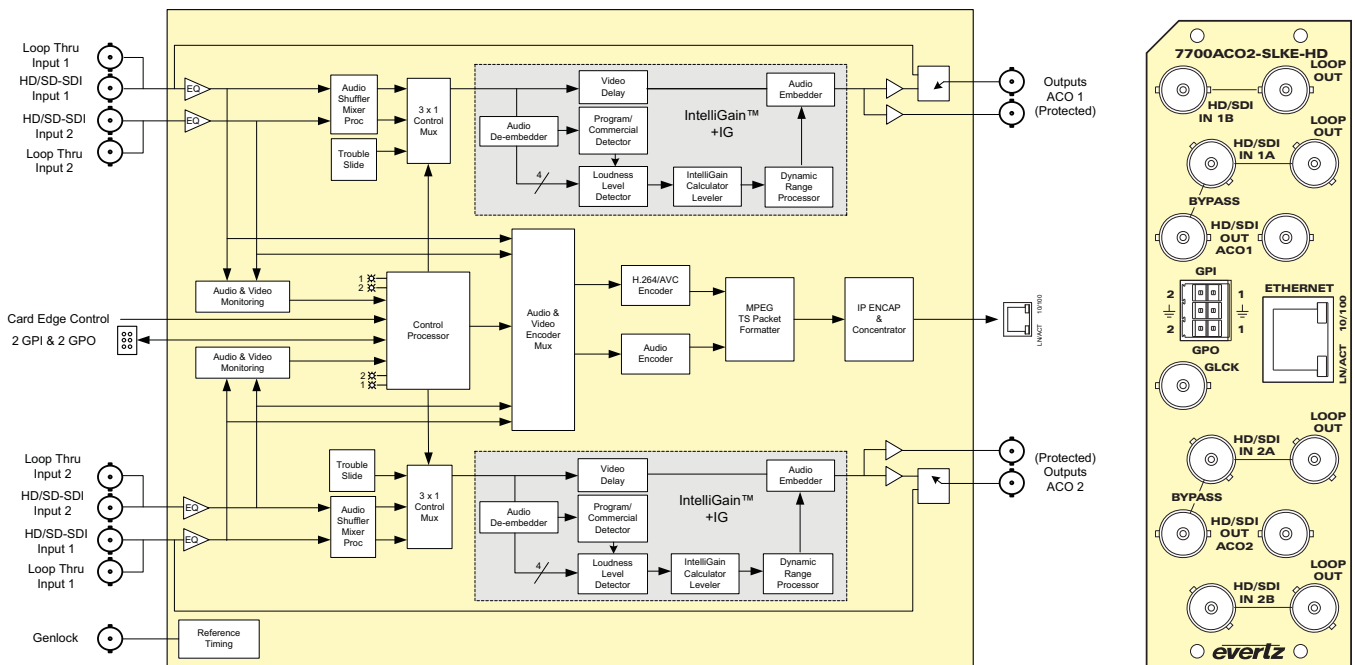 Loop Thru
Input 1
HD/SD-SDI
Input 1
HD/SD-SDI
Input 2
Loop Thru
Input 2
EQ
EQ
Audio
Shuffler
Mixer
Proc
Trouble
Slide
3 x 1
Control
Mux
Video
Delay
Audio
De-embedder
Program/
Commercial
Detector
4
Loudness
Level
Detector
IntelliGain
Calculator
Leveler
Dynamic
Range
Processor
IntelliGain™
+IG
Audio
Embedder
Outputs
ACO 1
(Protected)
Card Edge Control
2 GPI & 2 GPO
Audio & Video
Monitoring
Audio & Video
Monitoring
1
2
Control
Processor
2
1
Audio &
Video
Encoder
Mux
H.264/AVC
Encoder
Audio
Encoder
MPEG
TS Packet
Formatter
IP ENCAP
&
Concentrator
LN/ACT 10/100
Loop Thru
Input 2
HD/SD-SDI
Input 2
HD/SD-SDI
Input 1
Loop Thru
Input 1
EQ
EQ
Trouble
Slide
Audio
Shuffler
Mixer
Proc
3 x 1
Control
Mux
Video
Delay
Audio
De-embedder
Program/
Commercial
Detector
4
Loudness
Level
Detector
IntelliGain
Calculator
Leveler
Dynamic
Range
Processor
IntelliGain™
+IG
Audio
Embedder
(Protected)
Outputs
ACO 2
Genlock
Reference
Timing
7700ACO2-SLKE-HD
LOOP
OUT
HD/SDI
IN 1B
LOOP
OUT
HD/SDI
IN 1A
BYPASS
HD/SDI
OUT
ACO1
GPI
2 1
2 1
GPO
ETHERNET
LN/ACT 10/100
GLCK
LOOP
OUT
HD/SDI
IN 2A
BYPASS
HD/SDI
OUT
ACO2
LOOP
OUT
HD/SDI
IN 2B
evertz